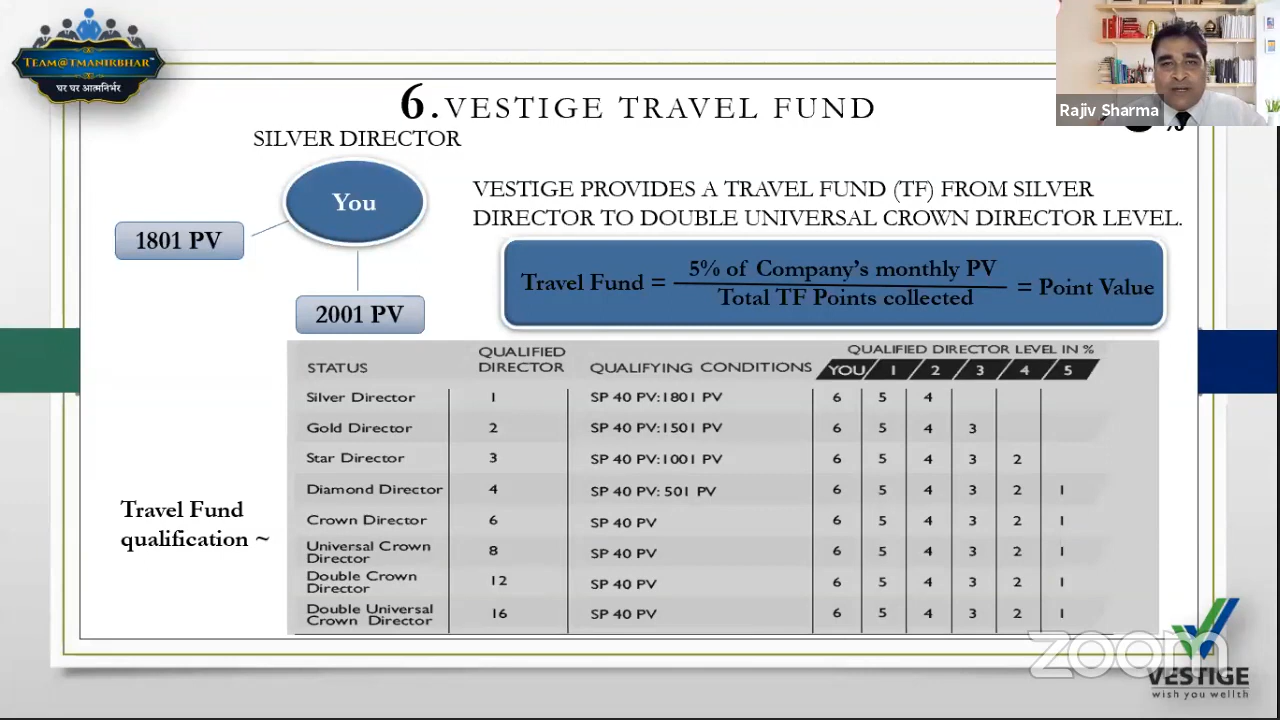 TEAM@TMANIRBHAR
घर घर आत्मनिर्भर
6.VESTIGE TRAVEL FUND
Rajiv Sharma
%
SILVER DIRECTOR
You
1801 PV
2001 PV
VESTIGE PROVIDES A TRAVEL FUND (TF) FROM SILVER
DIRECTOR TO DOUBLE UNIVERSAL CROWN DIRECTOR LEVEL.
Travel Fund = 5% of Company's monthly PV / Total TF Points collected = Point Value
QUALIFIED DIRECTOR LEVEL IN %
STATUS QUALIFIED DIRECTOR QUALIFYING CONDITIONS YOU 1 2 3 4 5
Silver Director 1 SP 40 PV:1801 PV 6 5 4
Gold Director 2 SP 40 PV:1501 PV 6 5 4 3
Star Director 3 SP 40 PV:1001 PV 6 5 4 3 2
Diamond Director 4 SP 40 PV: 501 PV 6 5 4 3 2 1
Crown Director 6 SP 40 PV 6 5 4 3 2 1
Universal Crown Director 8 SP 40 PV 6 5 4 3 2 1
Double Crown Director 12 SP 40 PV 6 5 4 3 2 1
Double Universal Crown Director 16 SP 40 PV 6 5 4 3 2 1
Travel Fund
qualification ~
zoom
VESTIGE
wish you wellth